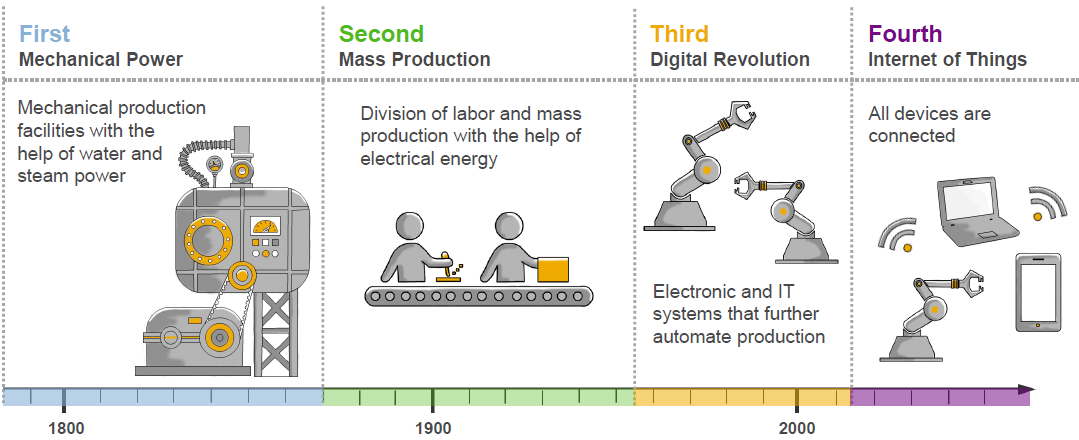 First
Mechanical Power
Mechanical production
facilities with the
help of water and
steam power
Second
Mass Production
Division of labor and mass
production with the help of
electrical energy
Third
Digital Revolution
Electronic and IT
systems that further
automate production
Fourth
Internet of Things
All devices are
connected
1800
1900
2000